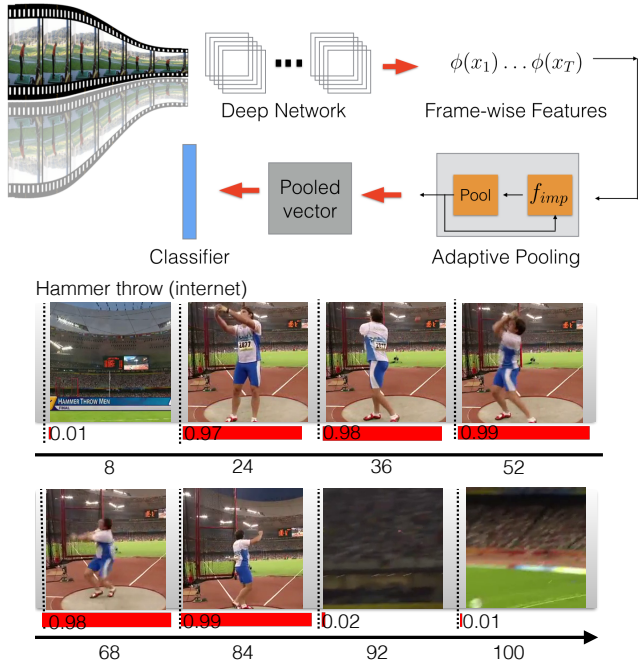 ϕ(x₁) … ϕ(x_T)
Deep Network
Frame-wise Features
Pooled
vector
Pool
f_imp
Classifier
Adaptive Pooling
Hammer throw (internet)
1877
HAMMER THROW MEN
FINAL
0.01
0.97
0.98
0.99
8
24
36
52
0.98
0.99
0.02
0.01
68
84
92
100